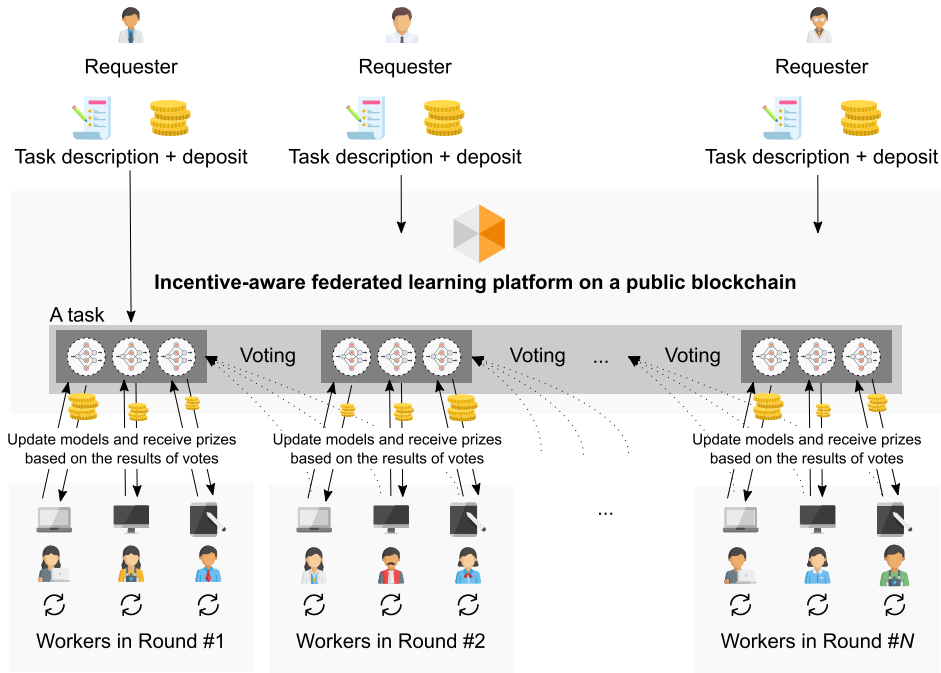 Requester
Requester
Requester
Task description + deposit
Task description + deposit
Task description + deposit
Incentive-aware federated learning platform on a public blockchain
A task
Voting
Voting
...
Voting
Update models and receive prizes
based on the results of votes
Update models and receive prizes
based on the results of votes
Update models and receive prizes
based on the results of votes
...
Workers in Round #1
Workers in Round #2
Workers in Round #N